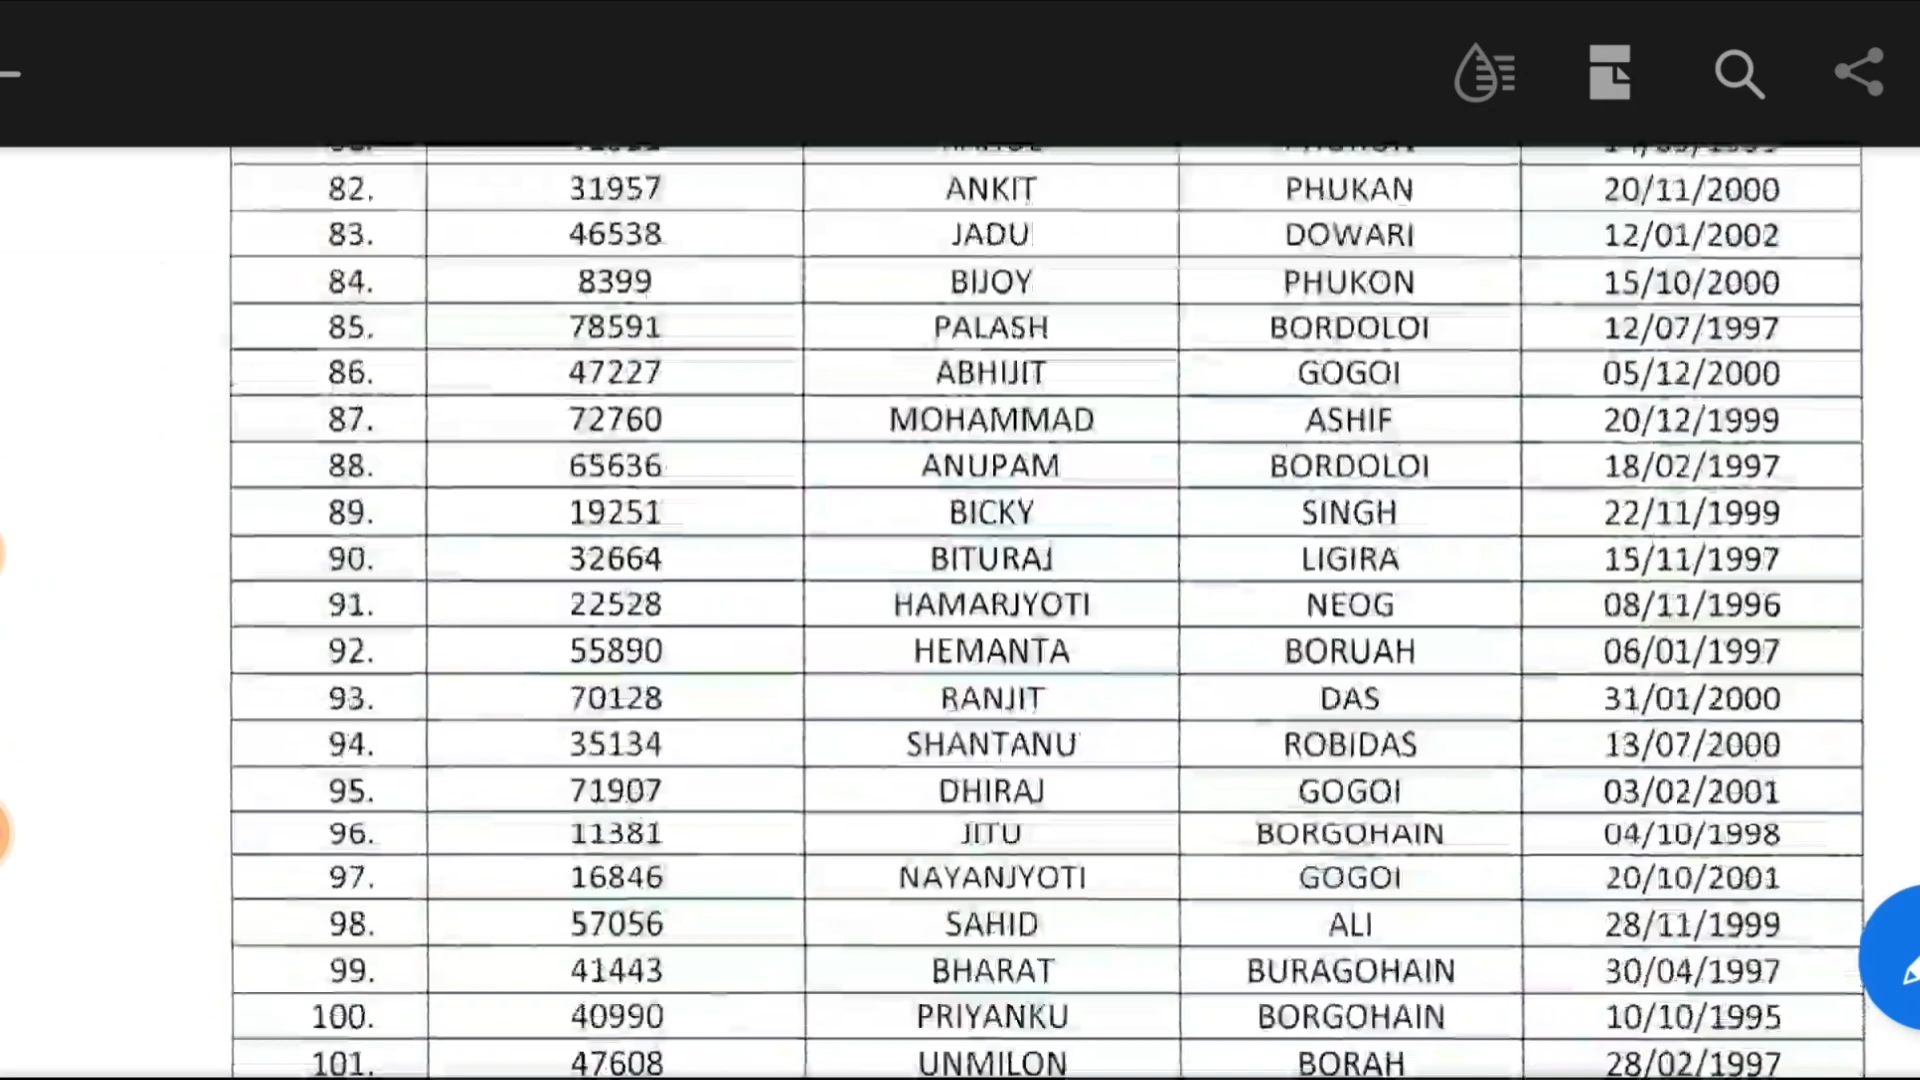 82. 31957 ANKIT PHUKAN 20/11/2000
83. 46538 JADU DOWARI 12/01/2002
84. 8399 BIJOY PHUKON 15/10/2000
85. 78591 PALASH BORDOLOI 12/07/1997
86. 47227 ABHIJIT GOGOI 05/12/2000
87. 72760 MOHAMMAD ASHIF 20/12/1999
88. 65636 ANUPAM BORDOLOI 18/02/1997
89. 19251 BICKY SINGH 22/11/1999
90. 32664 BITURAJ LIGIRA 15/11/1997
91. 22528 HAMARJYOTI NEOG 08/11/1996
92. 55890 HEMANTA BORUAH 06/01/1997
93. 70128 RANJIT DAS 31/01/2000
94. 35134 SHANTANU ROBIDAS 13/07/2000
95. 71907 DHIRAJ GOGOI 03/02/2001
96. 11381 JITU BORGOHAIN 04/10/1998
97. 16846 NAYANJYOTI GOGOI 20/10/2001
98. 57056 SAHID ALI 28/11/1999
99. 41443 BHARAT BURAGOHAIN 30/04/1997
100. 40990 PRIYANKU BORGOHAIN 10/10/1995
101. 47608 UNMILON BORAH 28/02/1997